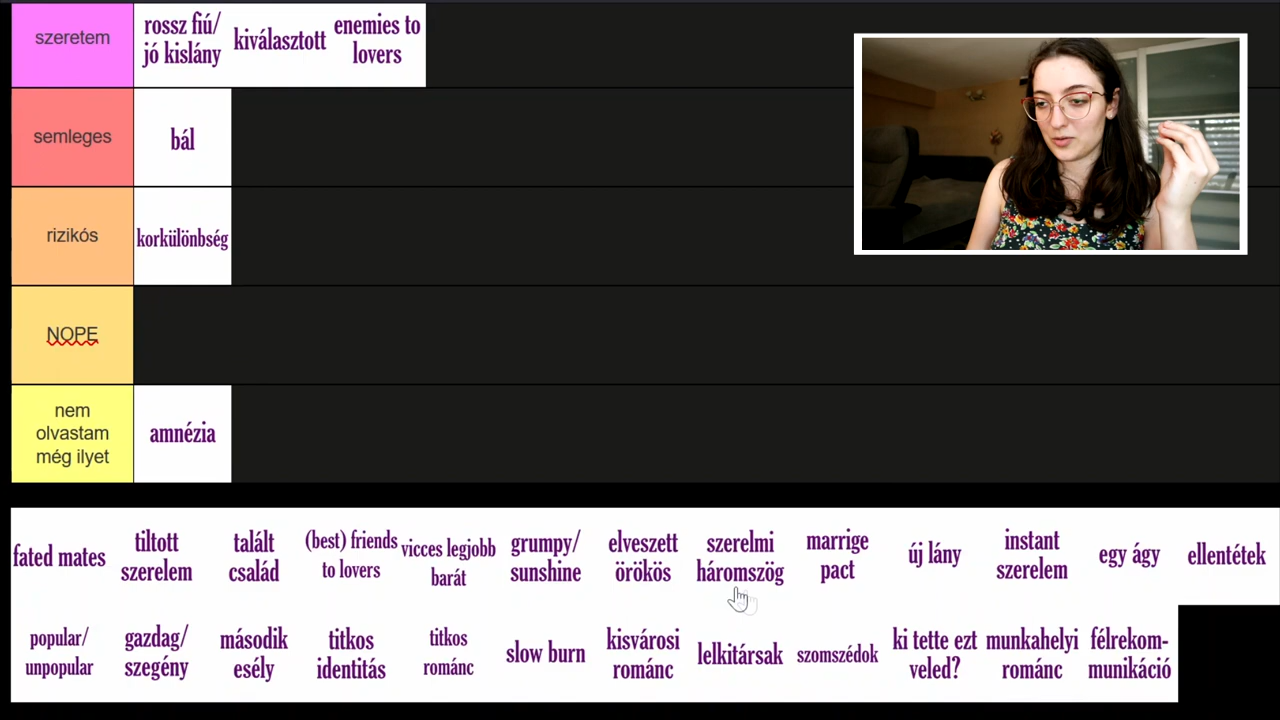 szeretem
rossz fiú/
jó kislány
kiválasztott
enemies to
lovers
semleges
bál
rizikós
korkülönbség
NOPE
nem
olvastam
még ilyet
amnézia
fated mates
tiltott
szerelem
talált
család
(best) friends
to lovers
vicces legjobb
barát
grumpy/
sunshine
elveszett
örökös
szerelmi
háromszög
marrige
pact
új lány
instant
szerelem
egy ágy
ellentétek
popular/
unpopular
gazdag/
szegény
második
esély
titkos
identitás
titkos
románc
slow burn
kisvárosi
románc
lelkitársak
szomszédok
ki tette ezt
veled?
munkahelyi
románc
félrekom-
munikáció